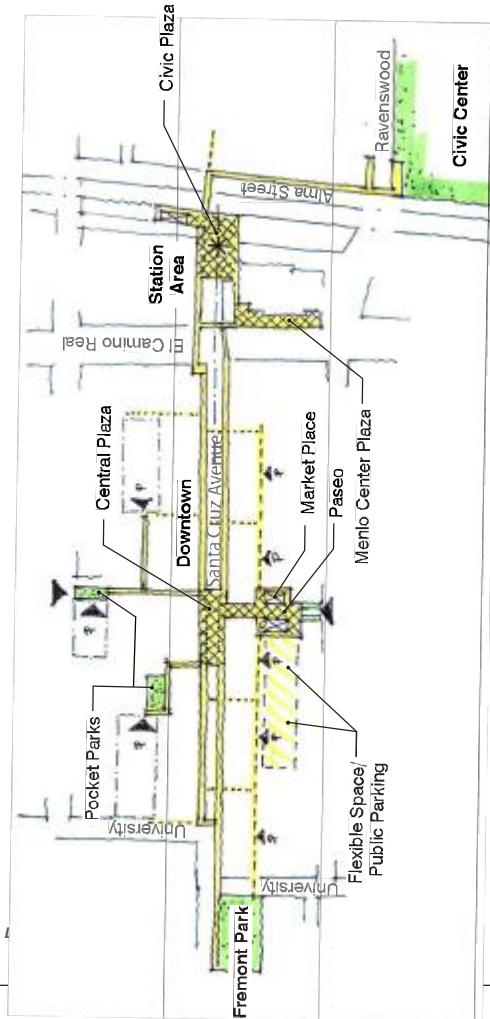 Civic Plaza
Ravenswood
Civic Center
Alma Street
Station
Area
El Camino Real
Central Plaza
Downtown
Santa Cruz Avenue
Market Place
Paseo
Menlo Center Plaza
Pocket Parks
University
Flexible Space/
Public Parking
University
Fremont Park
P
P
P
P
P
P
P
P